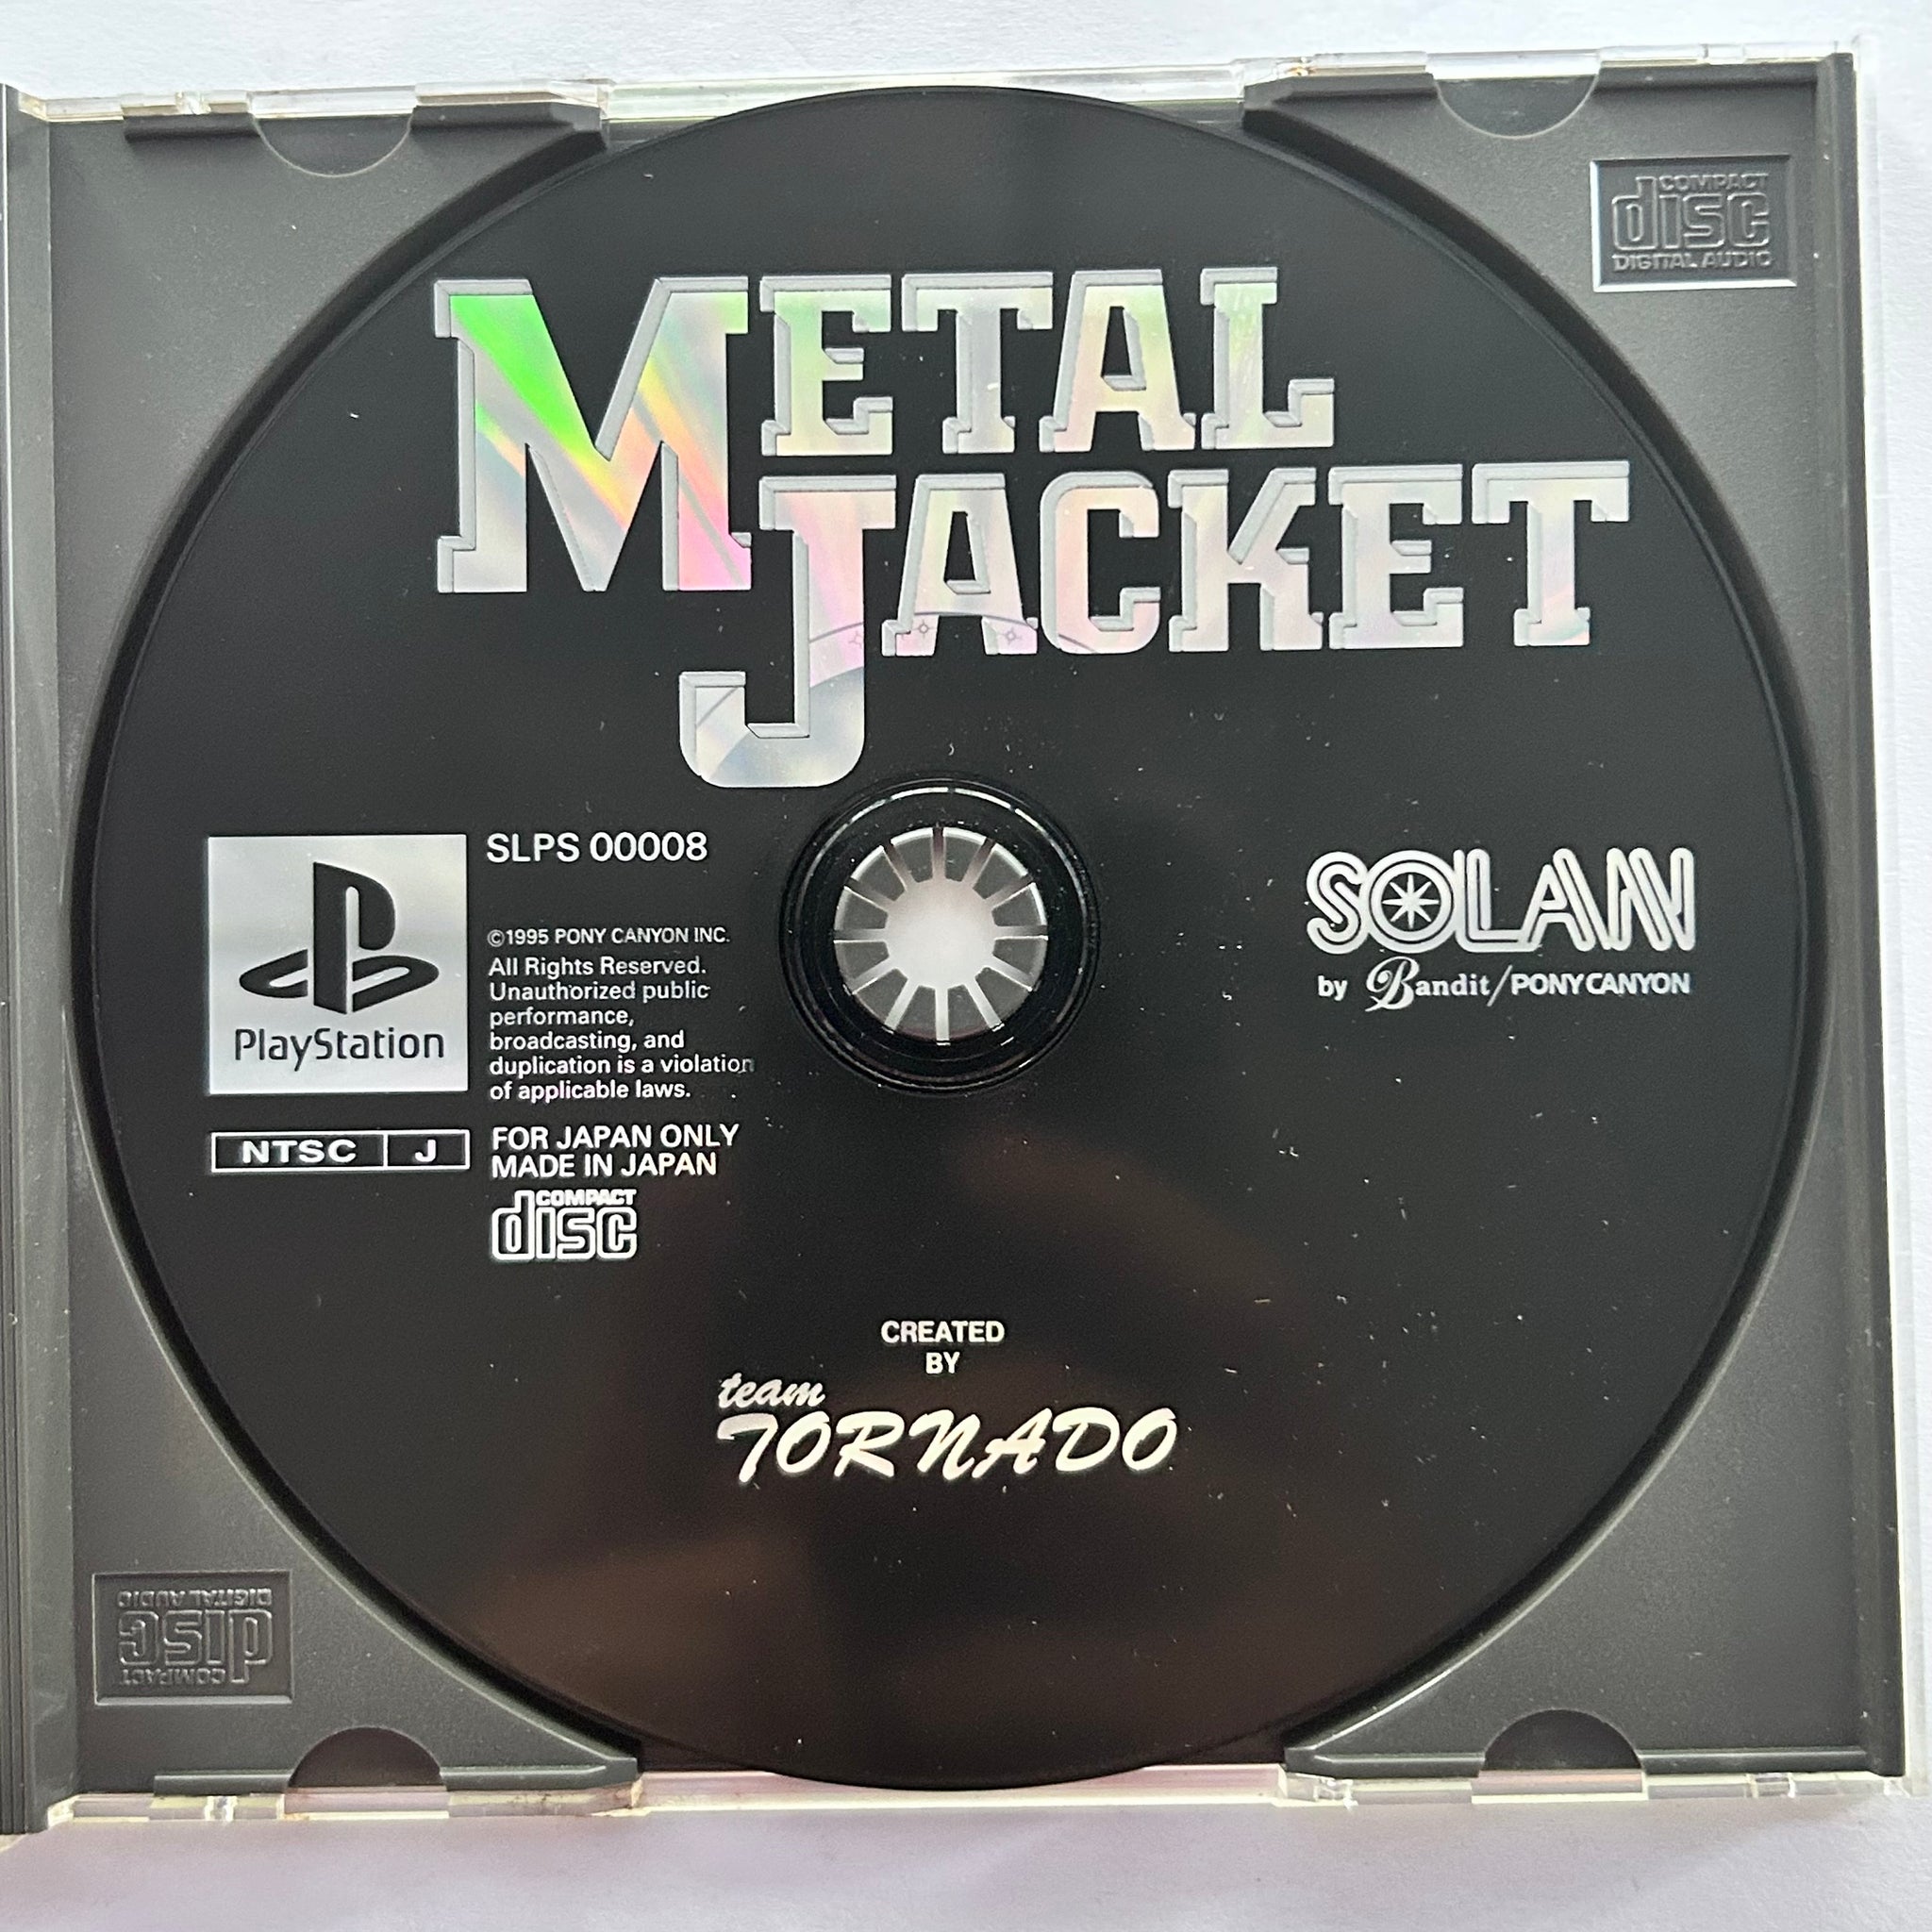 COMPACT
disc
DIGITAL AUDIO
METAL
JACKET
SLPS 00008
PlayStation
©1995 PONY CANYON INC.
All Rights Reserved.
Unauthorized public
performance,
broadcasting, and
duplication is a violation
of applicable laws.
NTSC J
FOR JAPAN ONLY
MADE IN JAPAN
COMPACT
disc
SOLAN
by Bandit/PONY CANYON
CREATED
BY
team
TORNADO
COMPACT
disc
DIGITAL AUDIO